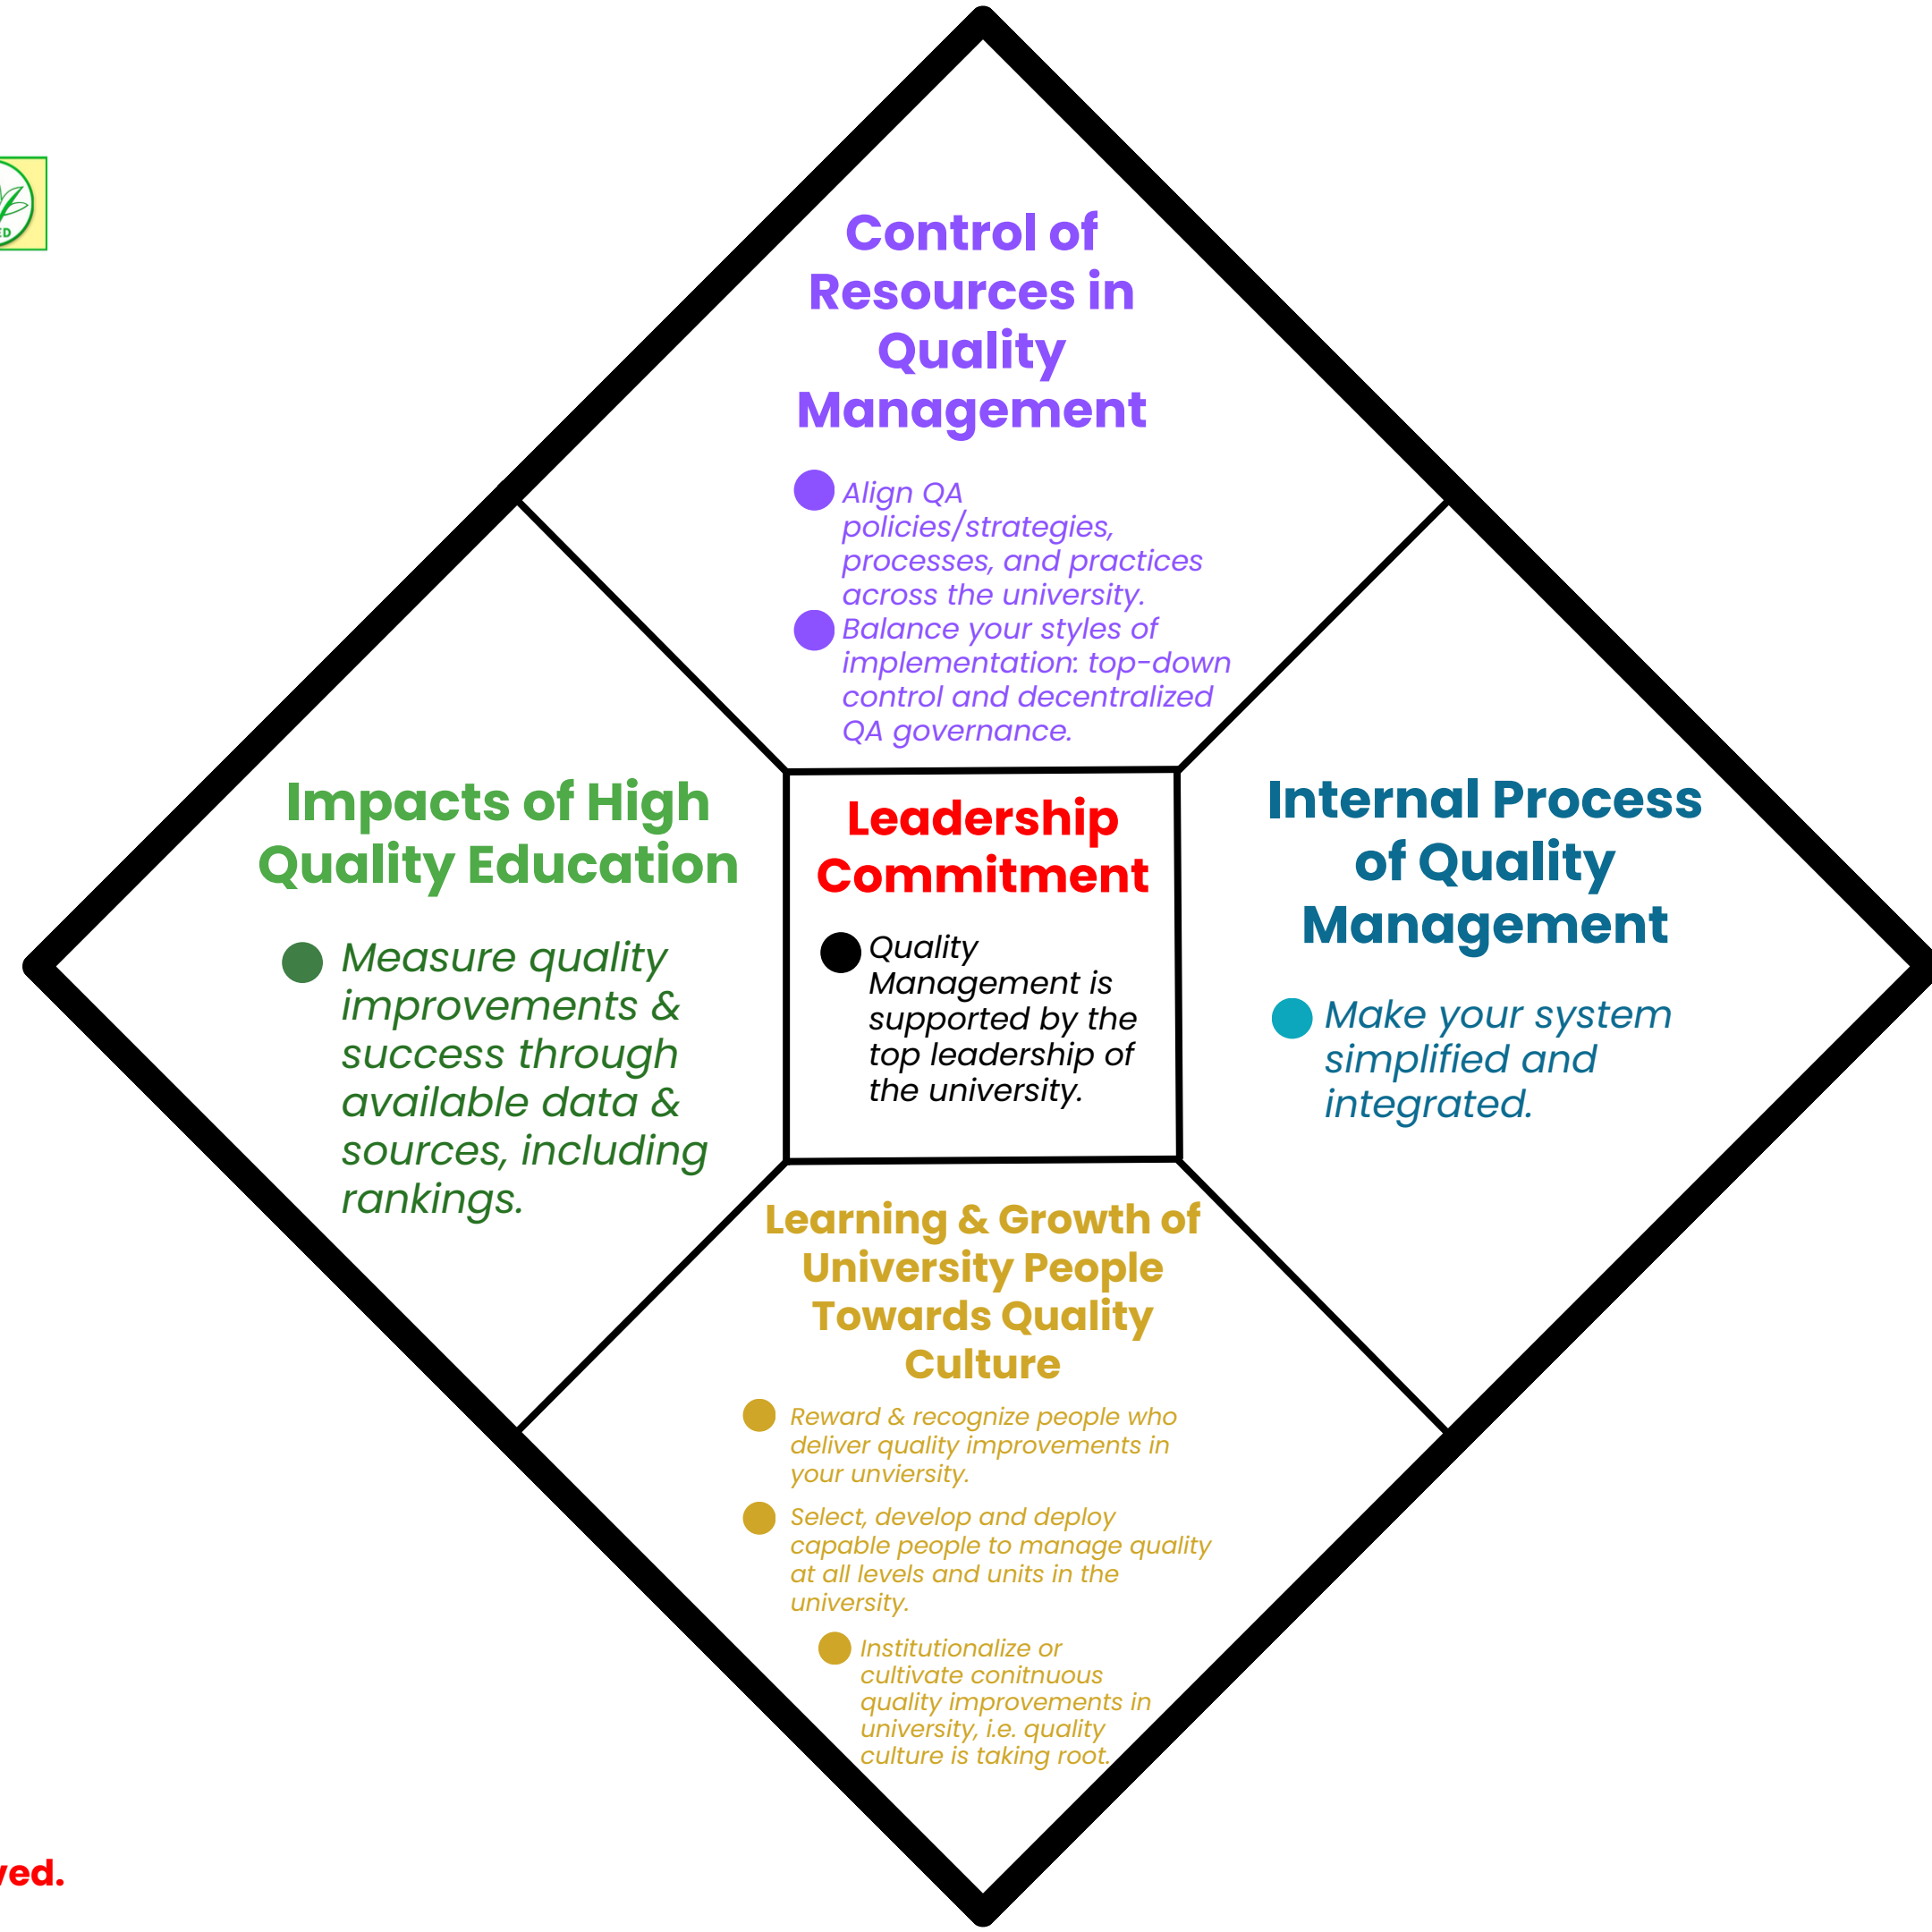 Control of
Resources in
Quality
Management
Align QA
policies/strategies,
processes, and practices
across the university.
Balance your styles of
implementation: top-down
control and decentralized
QA governance.
Impacts of High
Quality Education
Measure quality
improvements &
success through
available data &
sources, including
rankings.
Leadership
Commitment
Quality
Management is
supported by the
top leadership of
the university.
Internal Process
of Quality
Management
Make your system
simplified and
integrated.
Learning & Growth of
University People
Towards Quality
Culture
Reward & recognize people who
deliver quality improvements in
your unviersity.
Select, develop and deploy
capable people to manage quality
at all levels and units in the
university.
Institutionalize or
cultivate conitnuous
quality improvements in
university, i.e. quality
culture is taking root.